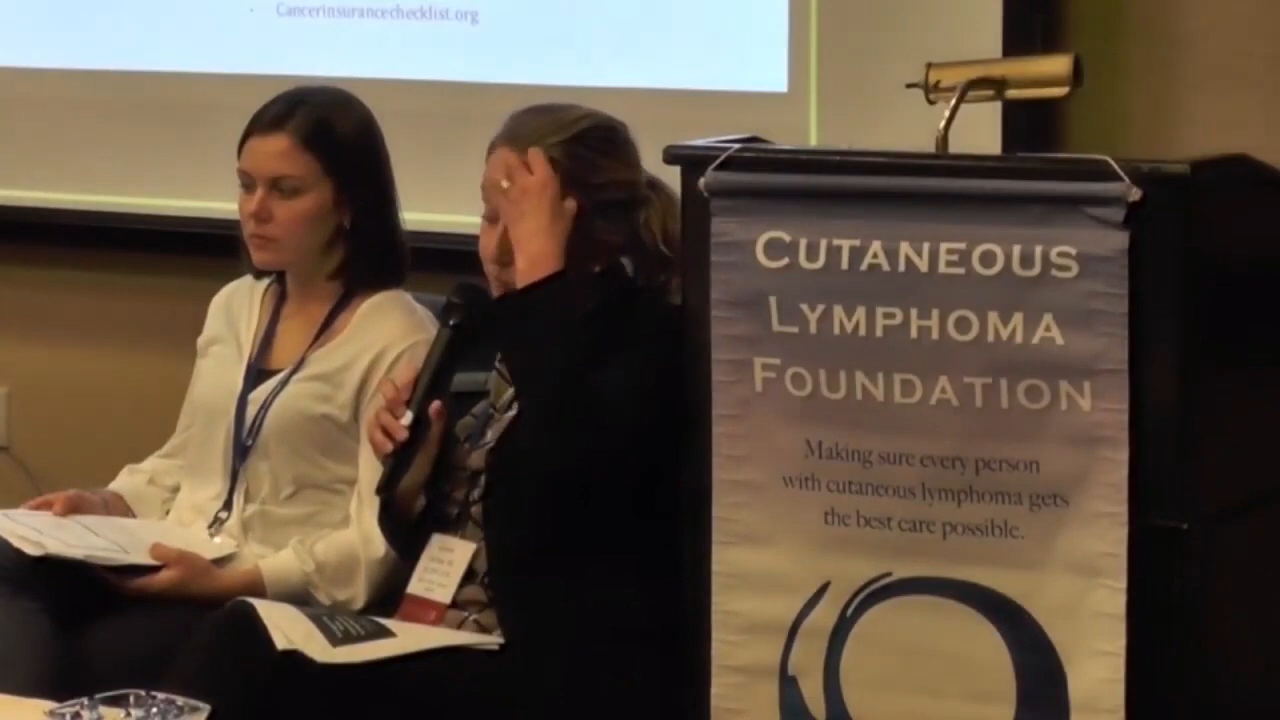 · Cancerinsurancechecklist.org
CUTANEOUS
LYMPHOMA
FOUNDATION
Making sure every person
with cutaneous lymphoma gets
the best care possible.